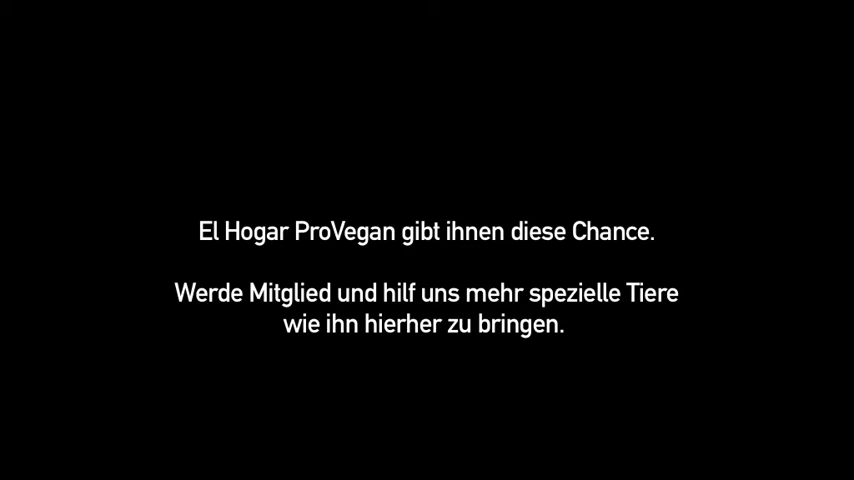 El Hogar ProVegan gibt ihnen diese Chance.
Werde Mitglied und hilf uns mehr spezielle Tiere
wie ihn hierher zu bringen.